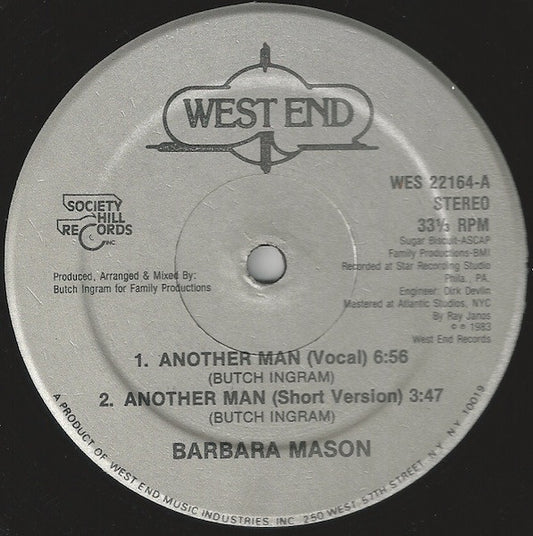 WEST END
WES 22164-A
STEREO
33⅓ RPM
Sugar Biscuit-ASCAP
Family Productions-BMI
Recorded at Star Recording Studio
Phila., PA.
Engineer: Dirk Devlin
Mastered at Atlantic Studios, NYC
By Ray Janos
© ℗ 1983
West End Records
SOCIETY
HILL
RECORDS
INC.
Produced, Arranged & Mixed By:
Butch Ingram for Family Productions
1. ANOTHER MAN (Vocal) 6:56
(BUTCH INGRAM)
2. ANOTHER MAN (Short Version) 3:47
(BUTCH INGRAM)
BARBARA MASON
A PRODUCT OF WEST END MUSIC INDUSTRIES, INC. 250 WEST 57TH STREET, N.Y., N.Y. 10019